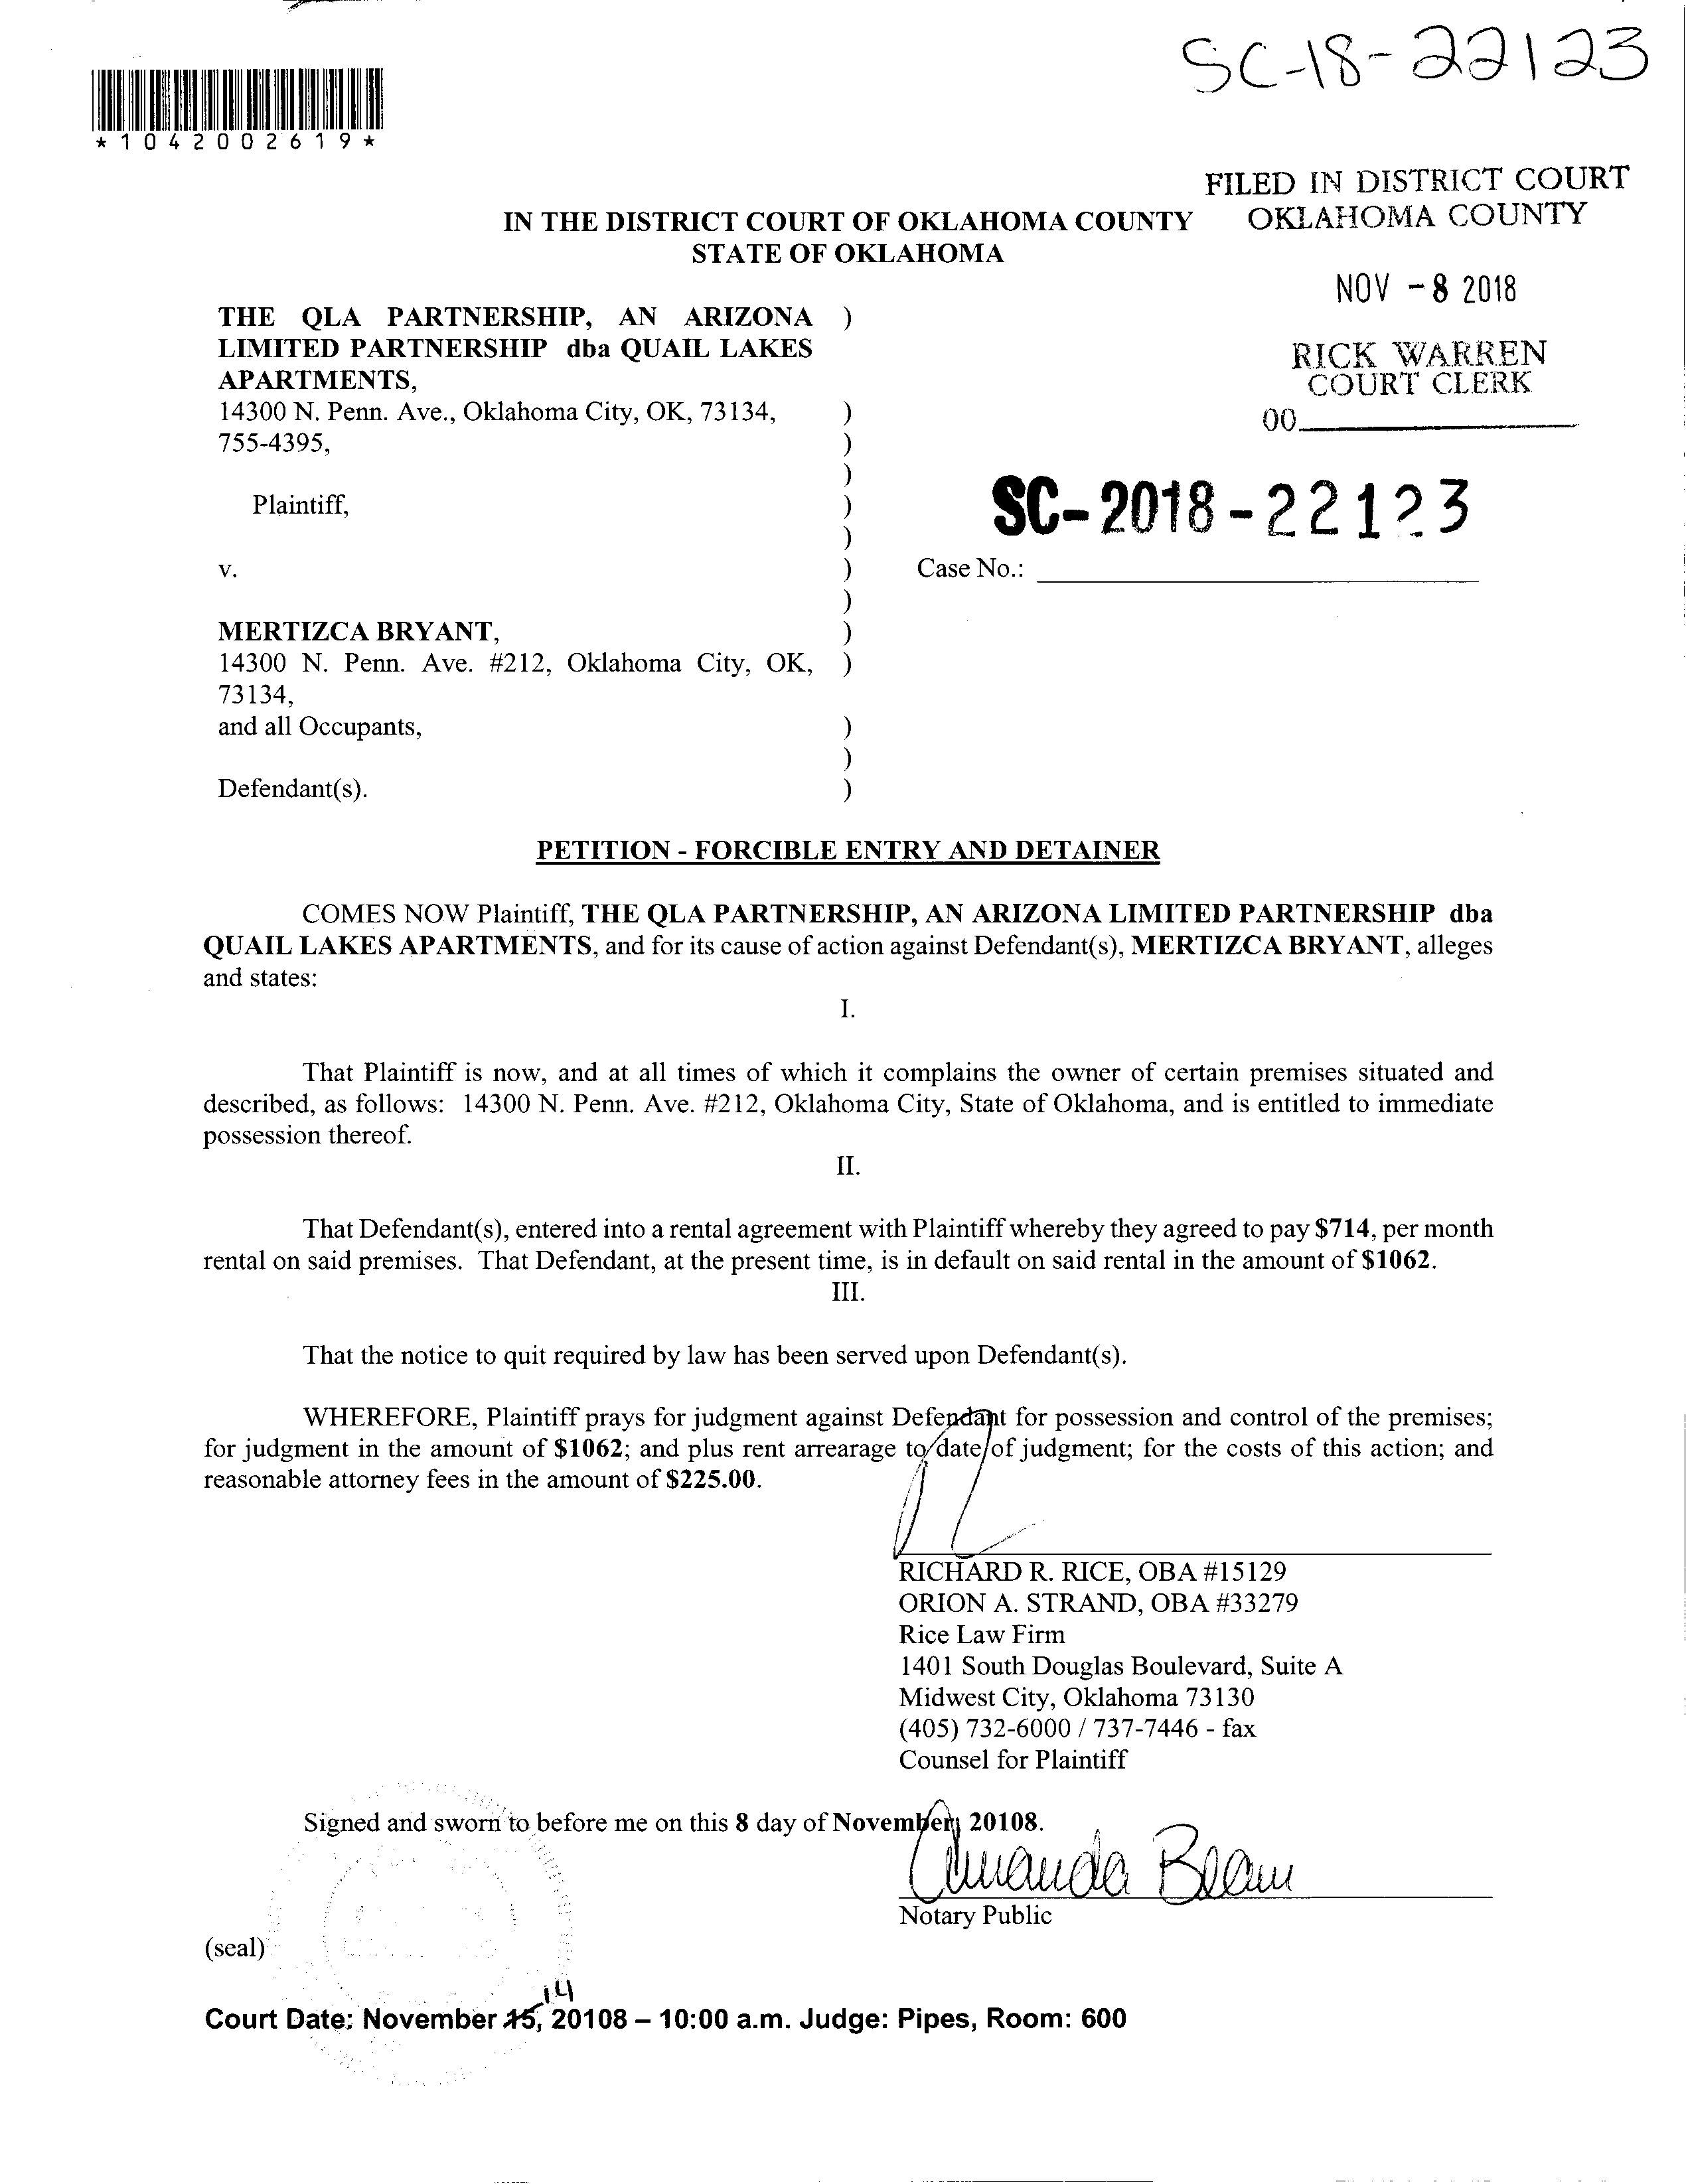 SC-18-22123
*1042002619*
FILED IN DISTRICT COURT
OKLAHOMA COUNTY
IN THE DISTRICT COURT OF OKLAHOMA COUNTY
STATE OF OKLAHOMA
NOV -8 2018
RICK WARREN
COURT CLERK
00
THE QLA PARTNERSHIP, AN ARIZONA )
LIMITED PARTNERSHIP dba QUAIL LAKES
APARTMENTS,
14300 N. Penn. Ave., Oklahoma City, OK, 73134, )
755-4395, )
)
Plaintiff, )
)
SC-2018-22123
v. ) Case No.:
)
MERTIZCA BRYANT, )
14300 N. Penn. Ave. #212, Oklahoma City, OK, )
73134,
and all Occupants, )
)
Defendant(s). )
PETITION - FORCIBLE ENTRY AND DETAINER
COMES NOW Plaintiff, THE QLA PARTNERSHIP, AN ARIZONA LIMITED PARTNERSHIP dba
QUAIL LAKES APARTMENTS, and for its cause of action against Defendant(s), MERTIZCA BRYANT, alleges
and states:
I.
That Plaintiff is now, and at all times of which it complains the owner of certain premises situated and
described, as follows: 14300 N. Penn. Ave. #212, Oklahoma City, State of Oklahoma, and is entitled to immediate
possession thereof.
II.
That Defendant(s), entered into a rental agreement with Plaintiff whereby they agreed to pay $714, per month
rental on said premises. That Defendant, at the present time, is in default on said rental in the amount of $1062.
III.
That the notice to quit required by law has been served upon Defendant(s).
WHEREFORE, Plaintiff prays for judgment against Defendant for possession and control of the premises;
for judgment in the amount of $1062; and plus rent arrearage to date of judgment; for the costs of this action; and
reasonable attorney fees in the amount of $225.00.
RICHARD R. RICE, OBA #15129
ORION A. STRAND, OBA #33279
Rice Law Firm
1401 South Douglas Boulevard, Suite A
Midwest City, Oklahoma 73130
(405) 732-6000 / 737-7446 - fax
Counsel for Plaintiff
Signed and sworn to before me on this 8 day of November, 20108.
Amanda Beam
Notary Public
(seal)
14
Court Date: November 15, 20108 – 10:00 a.m. Judge: Pipes, Room: 600